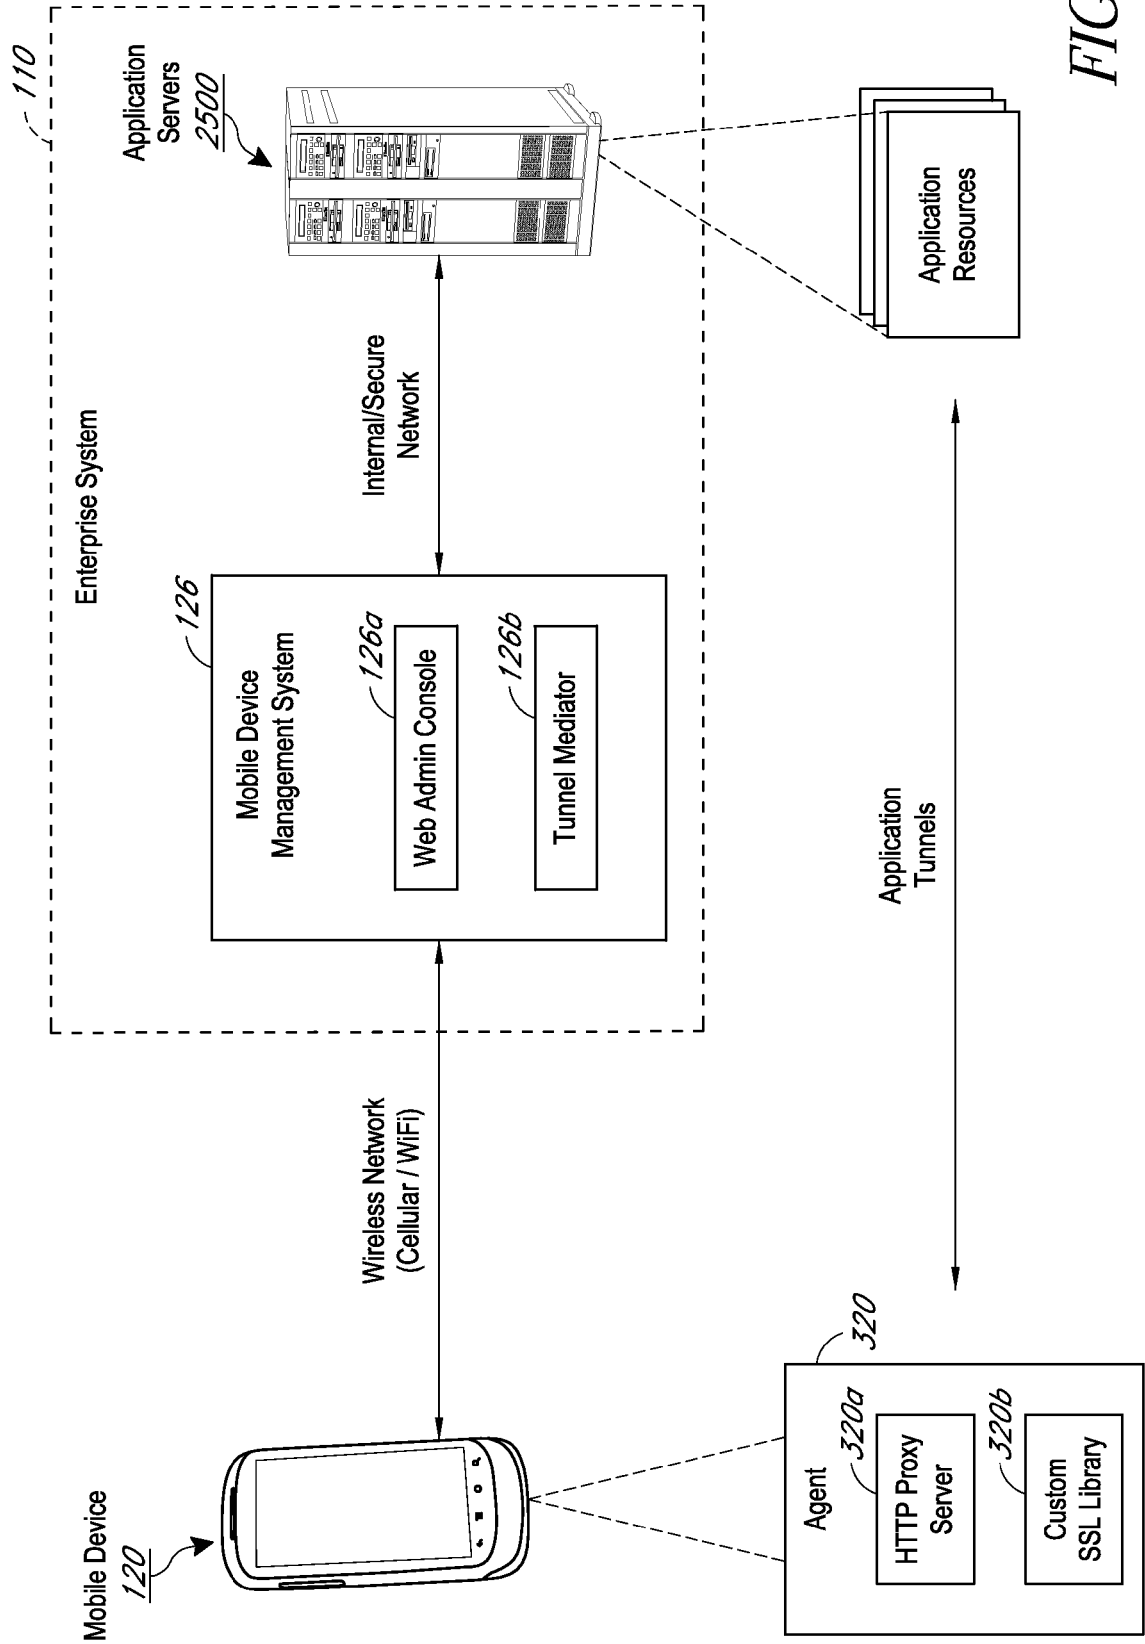 110
Enterprise System
Application
Servers
2500
Mobile Device
120
Wireless Network
(Cellular / WiFi)
126
Mobile Device
Management System
126a
Web Admin Console
126b
Tunnel Mediator
Internal/Secure
Network
320
Agent
320a
HTTP Proxy
Server
320b
Custom
SSL Library
Application
Tunnels
Application
Resources
FIG